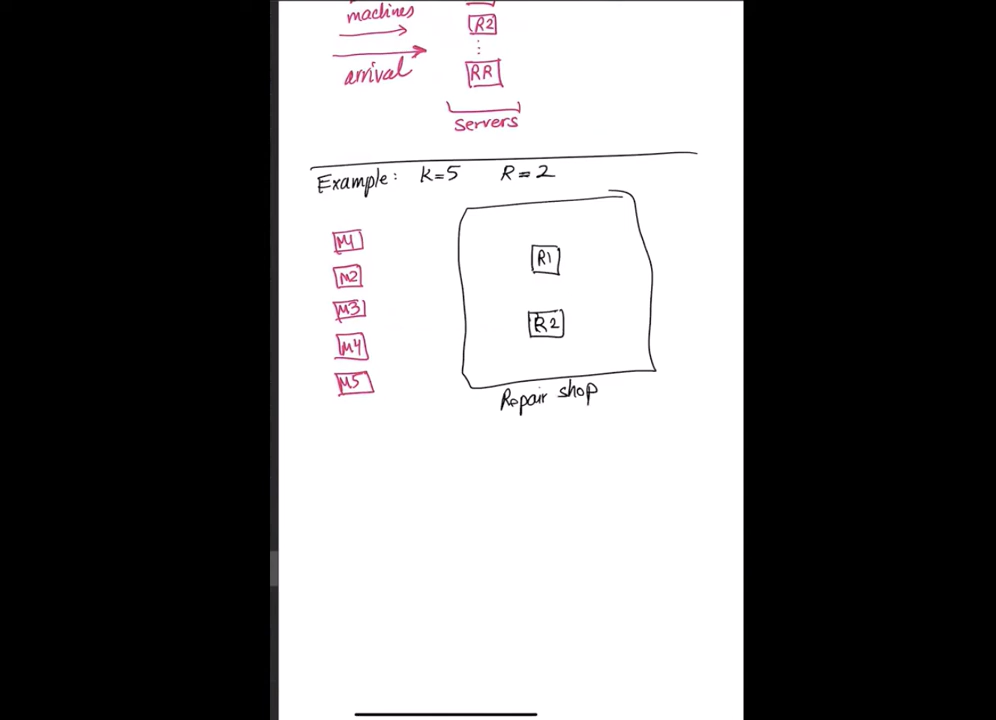 machines
R2
⋮
arrival
RR
servers
Example: K=5 R=2
M1
R1
M2
M3
R2
M4
M5
Repair shop